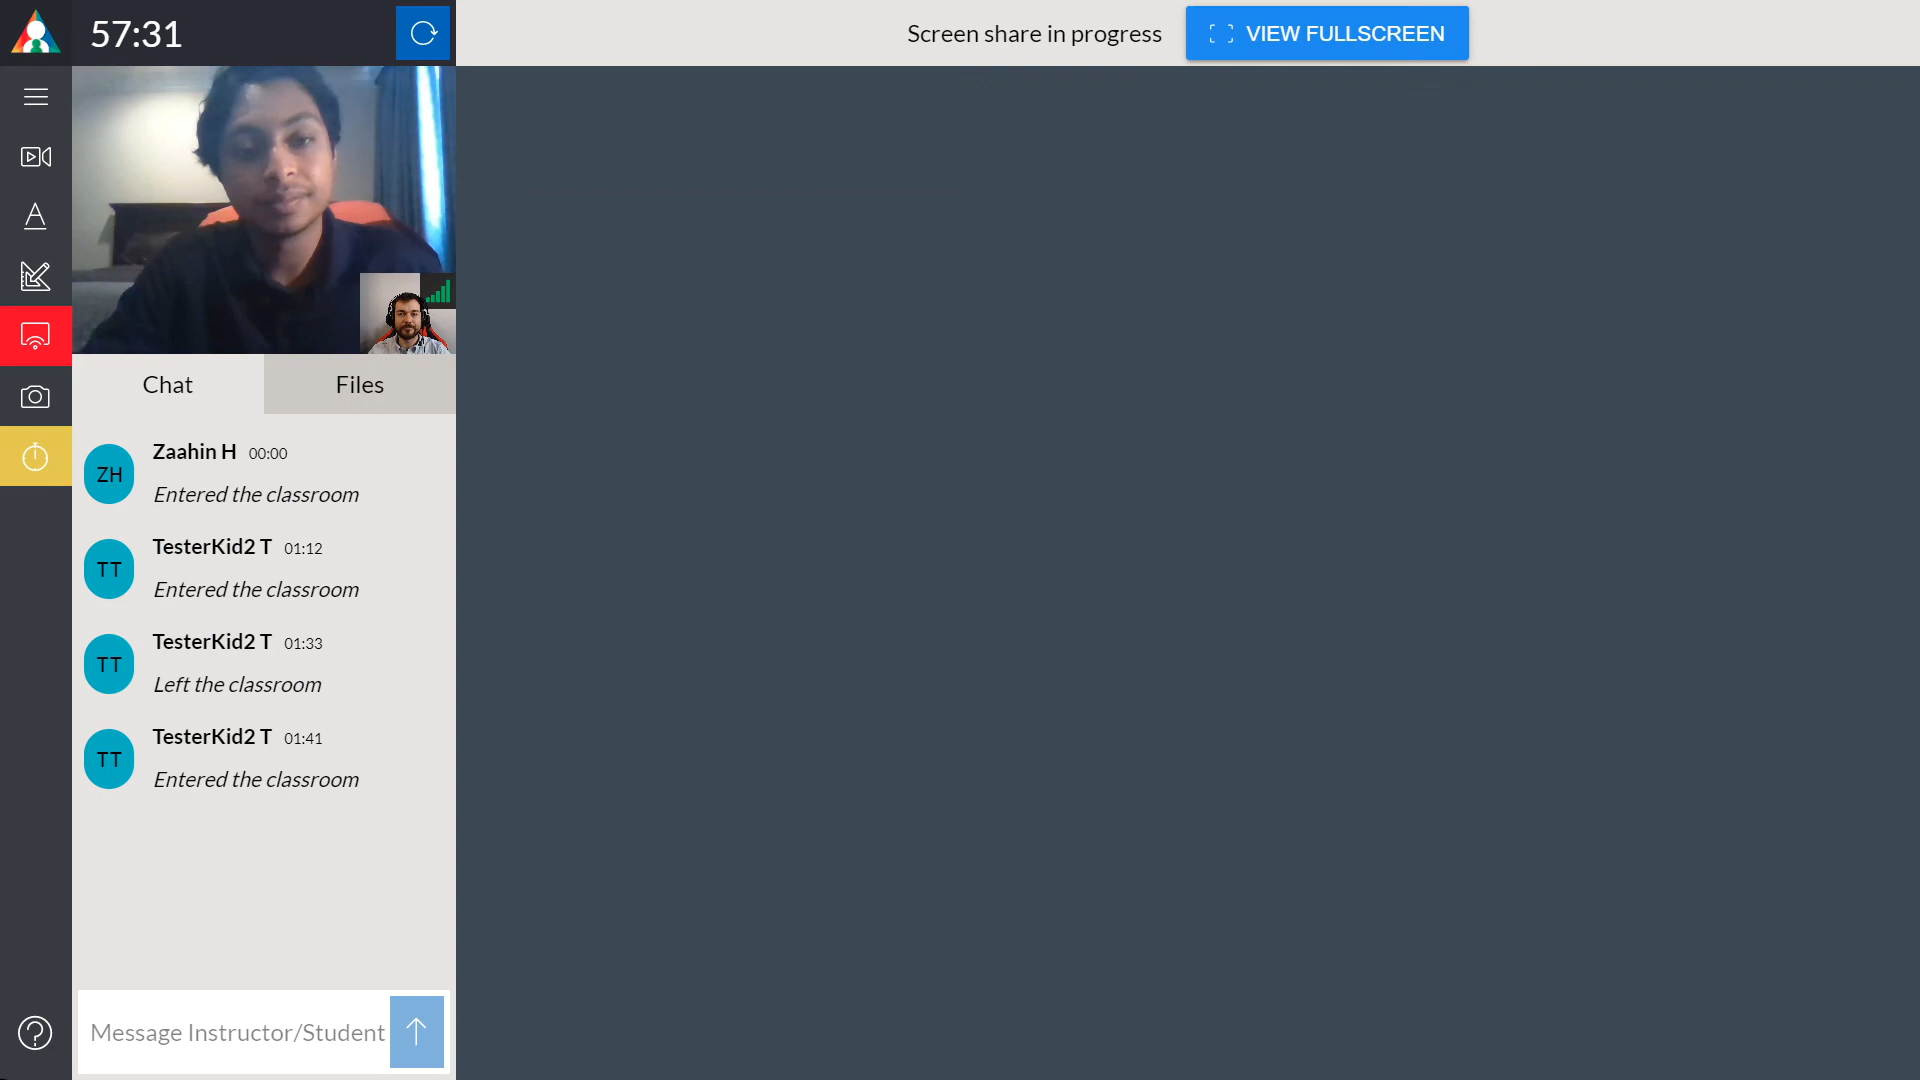 57:31
Screen share in progress
VIEW FULLSCREEN
Chat
Files
ZH
Zaahin H 00:00
Entered the classroom
TT
TesterKid2 T 01:12
Entered the classroom
TT
TesterKid2 T 01:33
Left the classroom
TT
TesterKid2 T 01:41
Entered the classroom
Message Instructor/Student